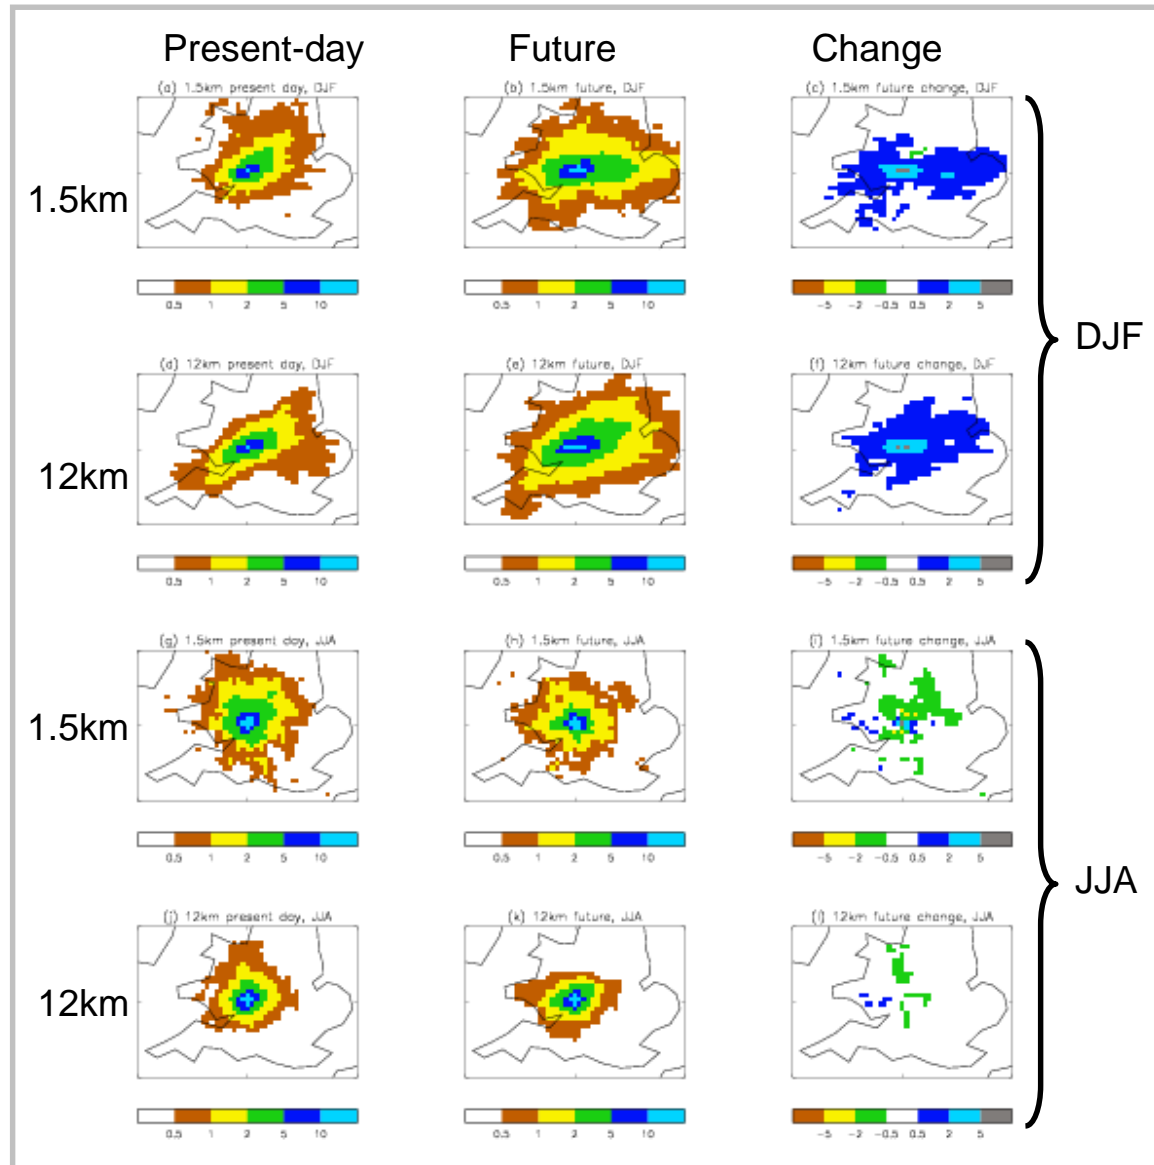 Present-day Future Change
(a) 1.5km present day, DJF (b) 1.5km future, DJF (c) 1.5km future change, DJF
1.5km
0.5 1 2 5 10 0.5 1 2 5 10 -5 -2 -0.5 0.5 2 5
DJF
(d) 12km present day, DJF (e) 12km future, DJF (f) 12km future change, DJF
12km
0.5 1 2 5 10 0.5 1 2 5 10 -5 -2 -0.5 0.5 2 5
(g) 1.5km present day, JJA (h) 1.5km future, JJA (i) 1.5km future change, JJA
1.5km
0.5 1 2 5 10 0.5 1 2 5 10 -5 -2 -0.5 0.5 2 5
JJA
(j) 12km present day, JJA (k) 12km future, JJA (l) 12km future change, JJA
12km
0.5 1 2 5 10 0.5 1 2 5 10 -5 -2 -0.5 0.5 2 5